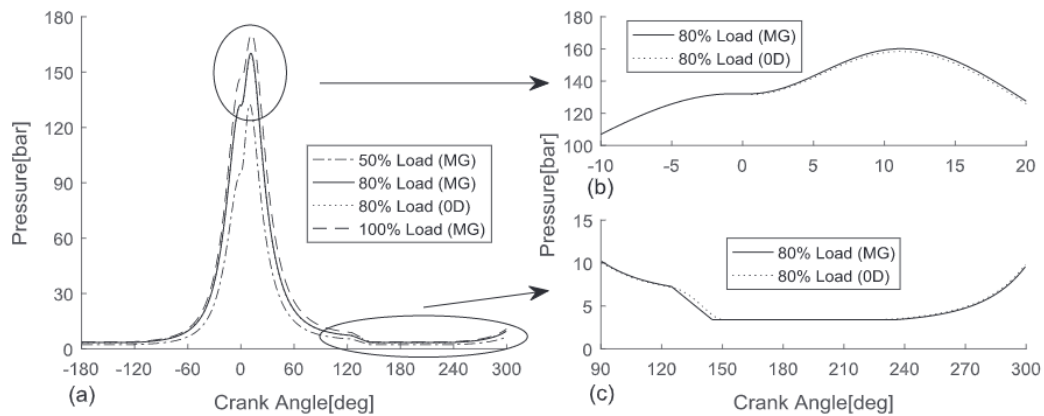 Pressure[bar]
180
150
120
90
60
30
0
-180
-120
-60
0
60
120
180
240
300
Crank Angle[deg]
(a)
50% Load (MG)
80% Load (MG)
80% Load (0D)
100% Load (MG)
Pressure[bar]
180
160
140
120
100
-10
-5
0
5
10
15
20
(b)
80% Load (MG)
80% Load (0D)
15
10
5
0
90
120
150
180
210
240
270
300
Crank Angle[deg]
(c)
80% Load (MG)
80% Load (0D)